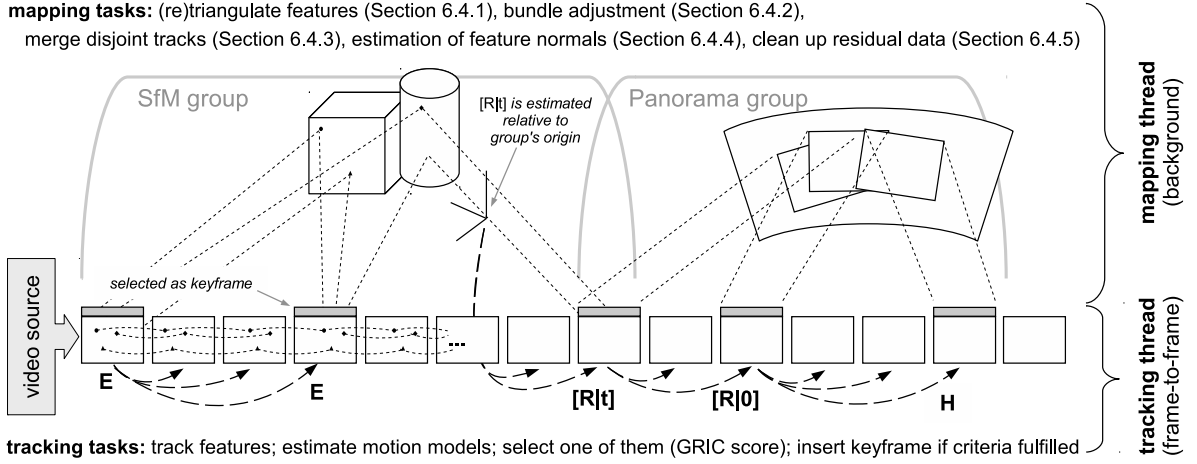 mapping tasks: (re)triangulate features (Section 6.4.1), bundle adjustment (Section 6.4.2),
merge disjoint tracks (Section 6.4.3), estimation of feature normals (Section 6.4.4), clean up residual data (Section 6.4.5)
SfM group
[R|t] is estimated
relative to
group's origin
Panorama group
mapping thread
(background)
selected as keyframe
video source
...
E
E
[R|t]
[R|0]
H
tracking thread
(frame-to-frame)
tracking tasks: track features; estimate motion models; select one of them (GRIC score); insert keyframe if criteria fulfilled